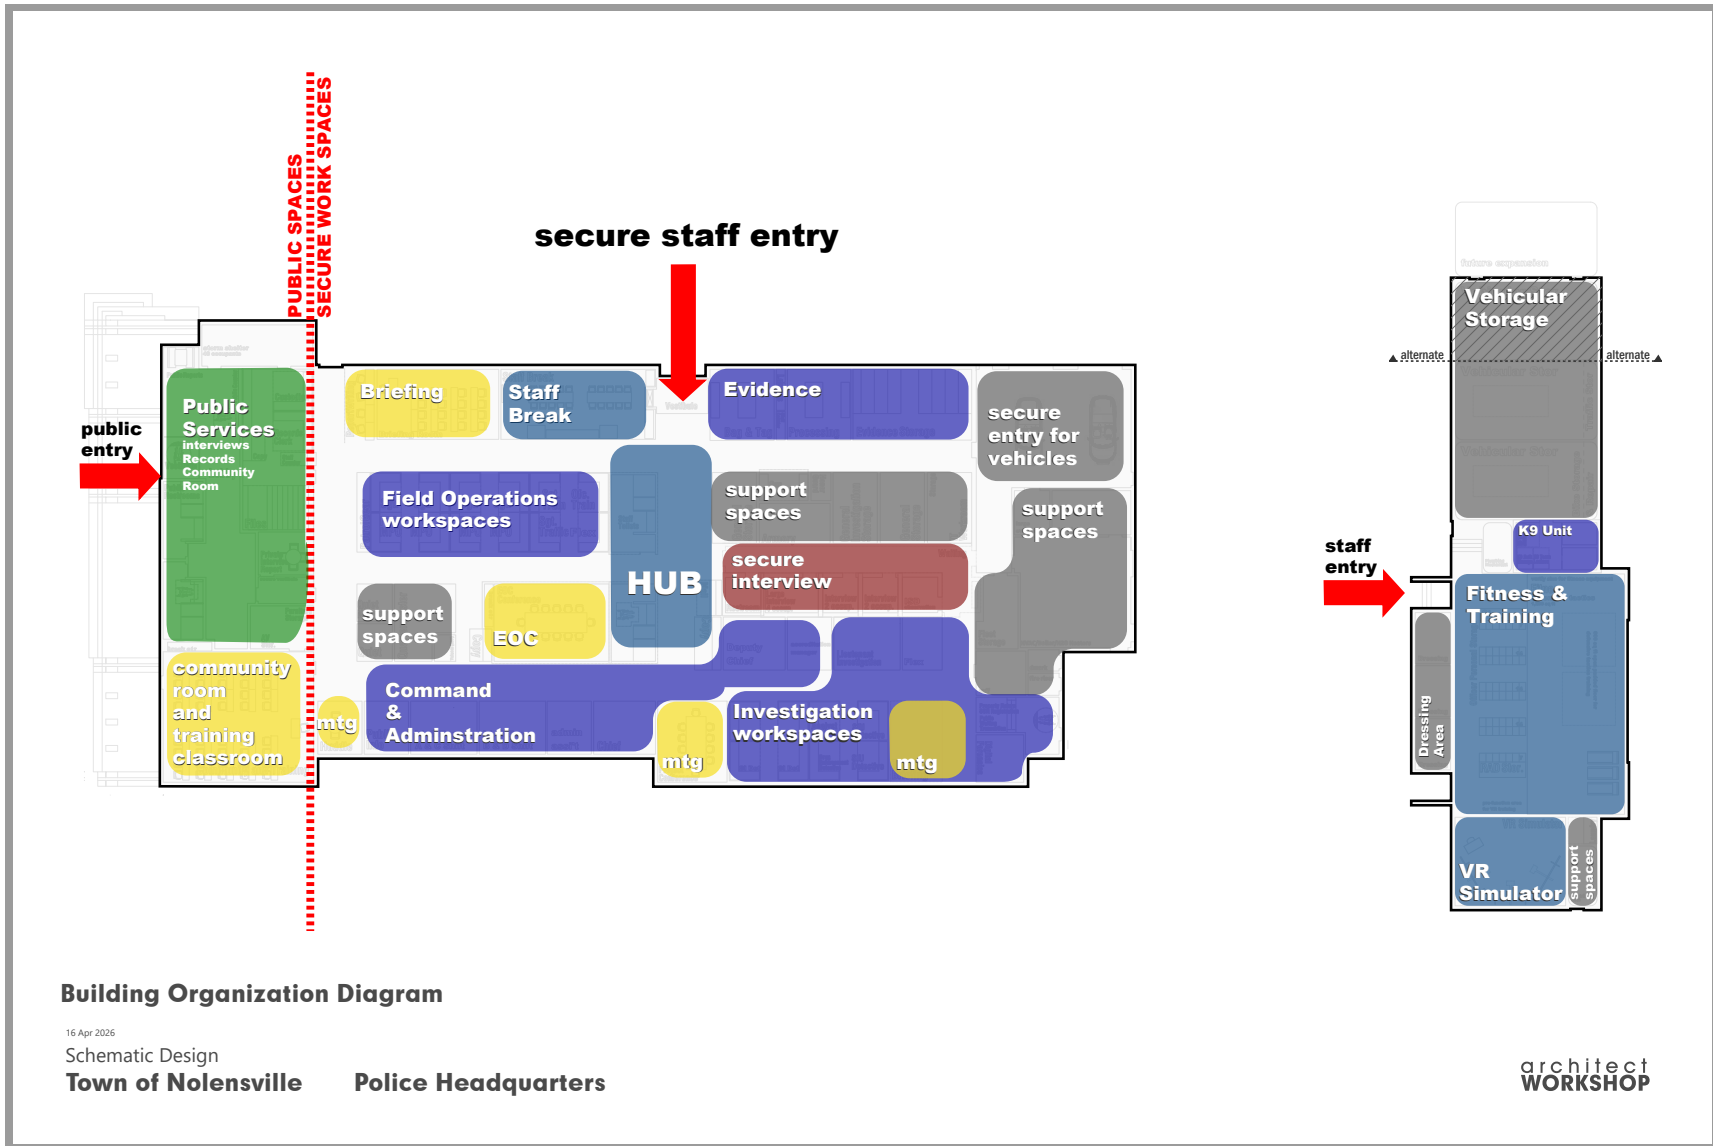 PUBLIC SPACES
SECURE WORK SPACES
secure staff entry
public
entry
Public
Services
interviews
Records
Community
Room
community
room
and
training
classroom
mtg
Briefing
Staff
Break
Evidence
secure
entry for
vehicles
Field Operations
workspaces
HUB
support
spaces
secure
interview
support
spaces
support
spaces
EOC
Command
&
Adminstration
mtg
Investigation
workspaces
mtg
future expansion
Vehicular
Storage
alternate
alternate
K9 Unit
staff
entry
Fitness &
Training
Dressing
Area
VR
Simulator
support
spaces
Building Organization Diagram
16 Apr 2026
Schematic Design
Town of Nolensville Police Headquarters
architect
WORKSHOP